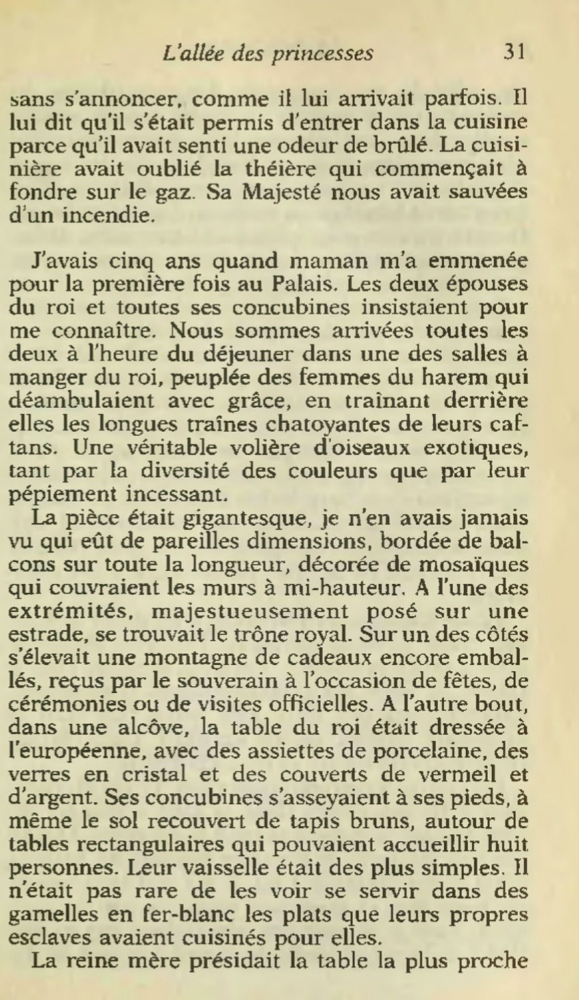 L'allée des princesses 31
sans s'annoncer, comme il lui arrivait parfois. Il
lui dit qu'il s'était permis d'entrer dans la cuisine
parce qu'il avait senti une odeur de brûlé. La cuisi-
nière avait oublié la théière qui commençait à
fondre sur le gaz. Sa Majesté nous avait sauvées
d'un incendie.
J'avais cinq ans quand maman m'a emmenée
pour la première fois au Palais. Les deux épouses
du roi et toutes ses concubines insistaient pour
me connaître. Nous sommes arrivées toutes les
deux à l'heure du déjeuner dans une des salles à
manger du roi, peuplée des femmes du harem qui
déambulaient avec grâce, en traînant derrière
elles les longues traînes chatoyantes de leurs caf-
tans. Une véritable volière d'oiseaux exotiques,
tant par la diversité des couleurs que par leur
pépiement incessant.
La pièce était gigantesque, je n'en avais jamais
vu qui eût de pareilles dimensions, bordée de bal-
cons sur toute la longueur, décorée de mosaïques
qui couvraient les murs à mi-hauteur. A l'une des
extrémités, majestueusement posé sur une
estrade, se trouvait le trône royal. Sur un des côtés
s'élevait une montagne de cadeaux encore embal-
lés, reçus par le souverain à l'occasion de fêtes, de
cérémonies ou de visites officielles. A l'autre bout,
dans une alcôve, la table du roi était dressée à
l'européenne, avec des assiettes de porcelaine, des
verres en cristal et des couverts de vermeil et
d'argent. Ses concubines s'asseyaient à ses pieds, à
même le sol recouvert de tapis bruns, autour de
tables rectangulaires qui pouvaient accueillir huit
personnes. Leur vaisselle était des plus simples. Il
n'était pas rare de les voir se servir dans des
gamelles en fer-blanc les plats que leurs propres
esclaves avaient cuisinés pour elles.
La reine mère présidait la table la plus proche